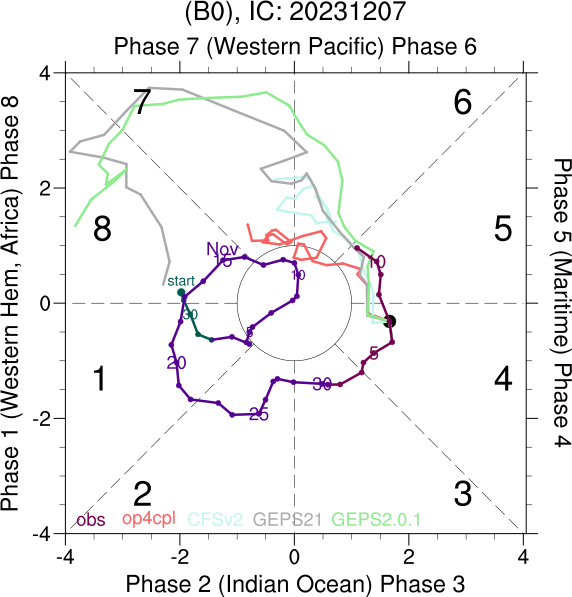 (B0), IC: 20231207
Phase 7 (Western Pacific) Phase 6
4
7
6
2
8
5
Nov
15
10
10
start
30
0
5
5
20
1
4
30
25
-2
2
3
obs op4cpl CFSv2 GEPS21 GEPS2.0.1
-4
-4 -2 0 2 4
Phase 2 (Indian Ocean) Phase 3
Phase 1 (Western Hem, Africa) Phase 8
Phase 5 (Maritime) Phase 4